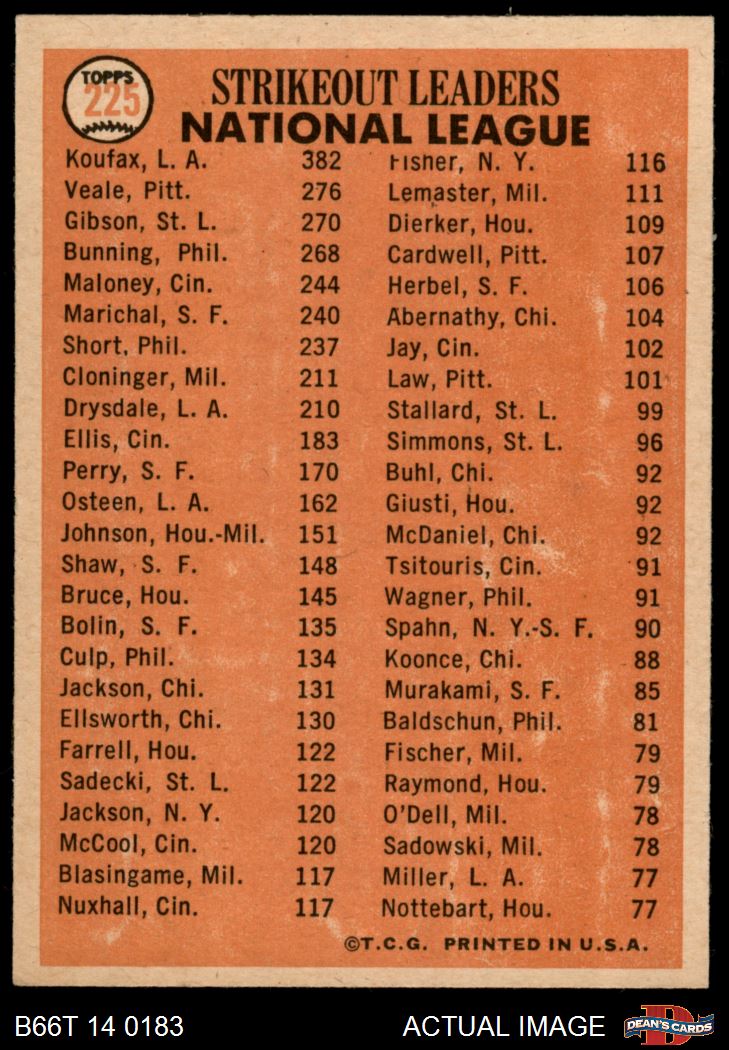 TOPPS
225
STRIKEOUT LEADERS
NATIONAL LEAGUE
Koufax, L. A. 382
Veale, Pitt. 276
Gibson, St. L. 270
Bunning, Phil. 268
Maloney, Cin. 244
Marichal, S. F. 240
Short, Phil. 237
Cloninger, Mil. 211
Drysdale, L. A. 210
Ellis, Cin. 183
Perry, S. F. 170
Osteen, L. A. 162
Johnson, Hou.-Mil. 151
Shaw, S. F. 148
Bruce, Hou. 145
Bolin, S. F. 135
Culp, Phil. 134
Jackson, Chi. 131
Ellsworth, Chi. 130
Farrell, Hou. 122
Sadecki, St. L. 122
Jackson, N. Y. 120
McCool, Cin. 120
Blasingame, Mil. 117
Nuxhall, Cin. 117
Fisher, N. Y. 116
Lemaster, Mil. 111
Dierker, Hou. 109
Cardwell, Pitt. 107
Herbel, S. F. 106
Abernathy, Chi. 104
Jay, Cin. 102
Law, Pitt. 101
Stallard, St. L. 99
Simmons, St. L. 96
Buhl, Chi. 92
Giusti, Hou. 92
McDaniel, Chi. 92
Tsitouris, Cin. 91
Wagner, Phil. 91
Spahn, N. Y.-S. F. 90
Koonce, Chi. 88
Murakami, S. F. 85
Baldschun, Phil. 81
Fischer, Mil. 79
Raymond, Hou. 79
O'Dell, Mil. 78
Sadowski, Mil. 78
Miller, L. A. 77
Nottebart, Hou. 77
©T.C.G. PRINTED IN U.S.A.
B66T 14 0183
ACTUAL IMAGE
D
DEAN'S CARDS